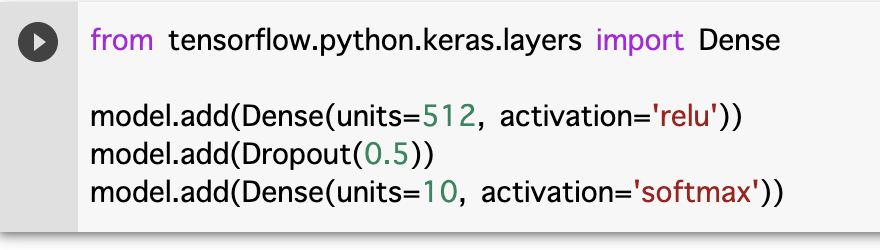 from tensorflow.python.keras.layers import Dense
model.add(Dense(units=512, activation='relu'))
model.add(Dropout(0.5))
model.add(Dense(units=10, activation='softmax'))